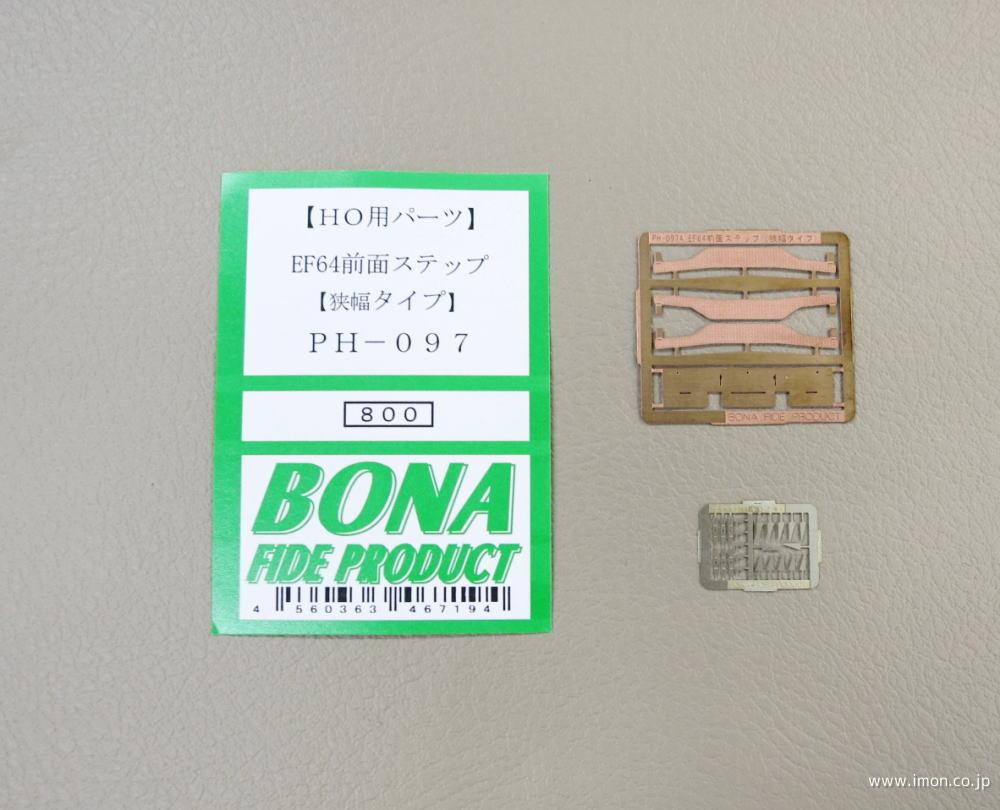 【HO用パーツ】
EF64前面ステップ
【狭幅タイプ】
PH－097
800
BONA
FIDE PRODUCT
4 560363 467194
PH-097A EF64前面ステップ（狭幅タイプ）
BONA FIDE PRODUCT
www.imon.co.jp